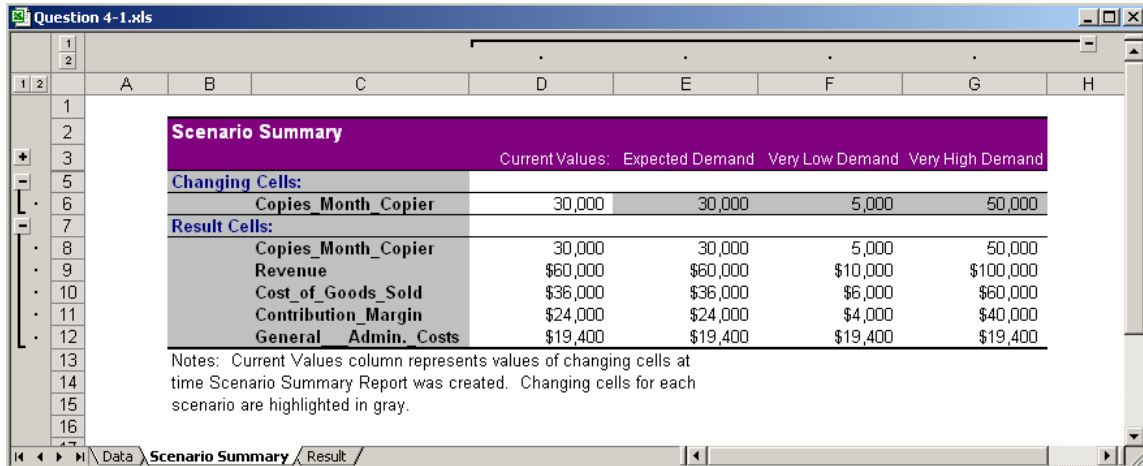 Question 4-1.xls
1
2
1 2 A B C D E F G H
1
2 Scenario Summary
3 Current Values: Expected Demand Very Low Demand Very High Demand
5 Changing Cells:
6 Copies_Month_Copier 30,000 30,000 5,000 50,000
7 Result Cells:
8 Copies_Month_Copier 30,000 30,000 5,000 50,000
9 Revenue $60,000 $60,000 $10,000 $100,000
10 Cost_of_Goods_Sold $36,000 $36,000 $6,000 $60,000
11 Contribution_Margin $24,000 $24,000 $4,000 $40,000
12 General___Admin._Costs $19,400 $19,400 $19,400 $19,400
13 Notes: Current Values column represents values of changing cells at
14 time Scenario Summary Report was created. Changing cells for each
15 scenario are highlighted in gray.
16
Data Scenario Summary Result